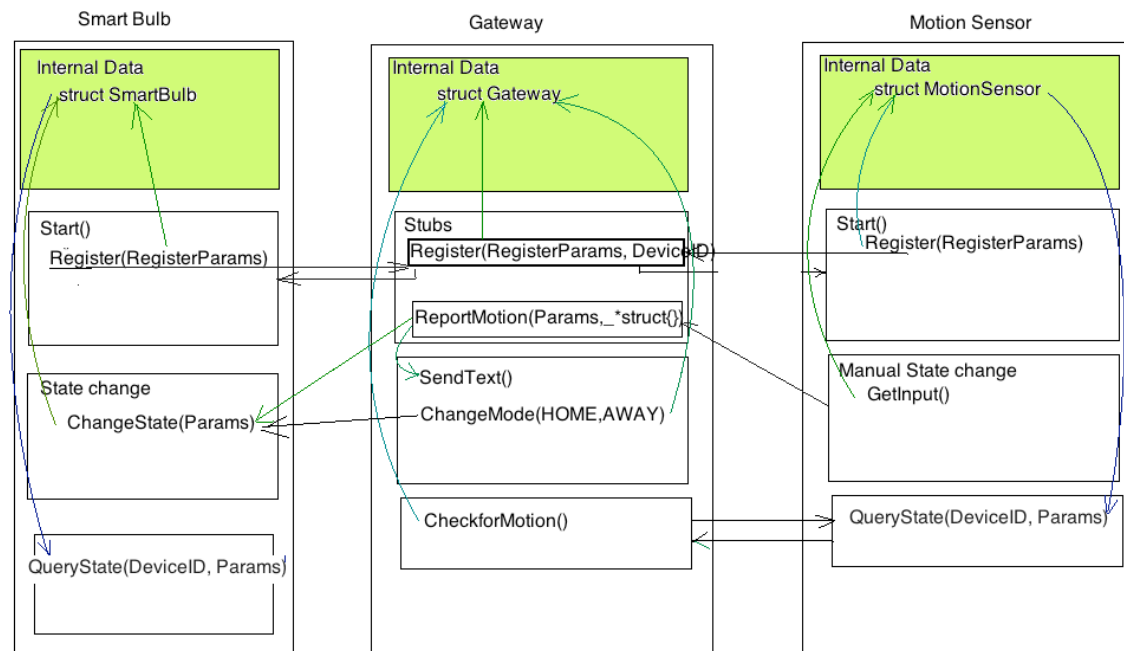 Smart Bulb
Internal Data
struct SmartBulb
Start()
Register(RegisterParams)
State change
ChangeState(Params)
QueryState(DeviceID, Params)
Gateway
Internal Data
struct Gateway
Stubs
Register(RegisterParams, DeviceID)
ReportMotion(Params,_*struct{})
SendText()
ChangeMode(HOME,AWAY)
CheckforMotion()
Motion Sensor
Internal Data
struct MotionSensor
Start()
Register(RegisterParams)
Manual State change
GetInput()
QueryState(DeviceID, Params)